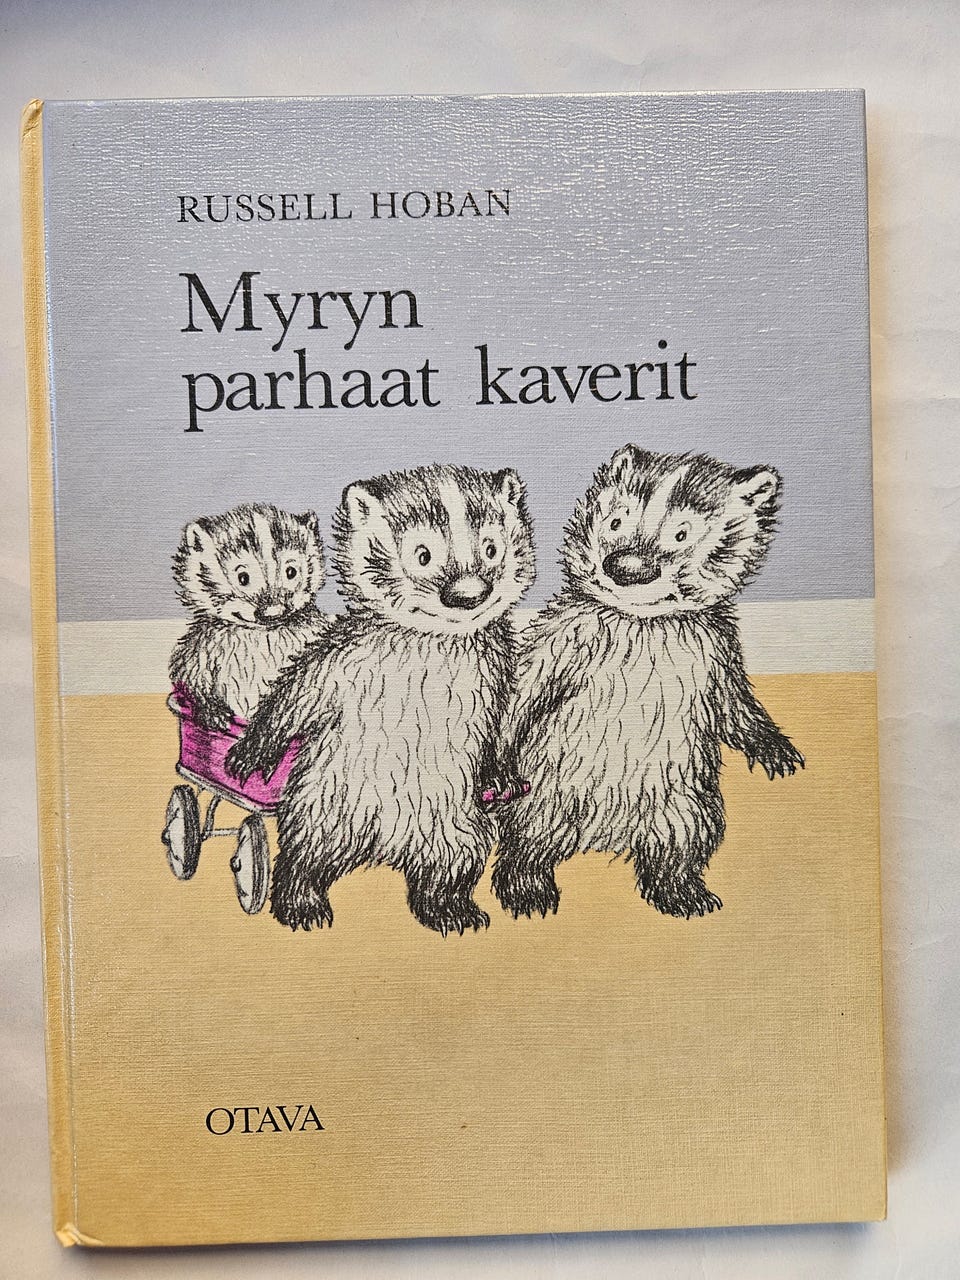 RUSSELL HOBAN
Myryn
parhaat kaverit
OTAVA